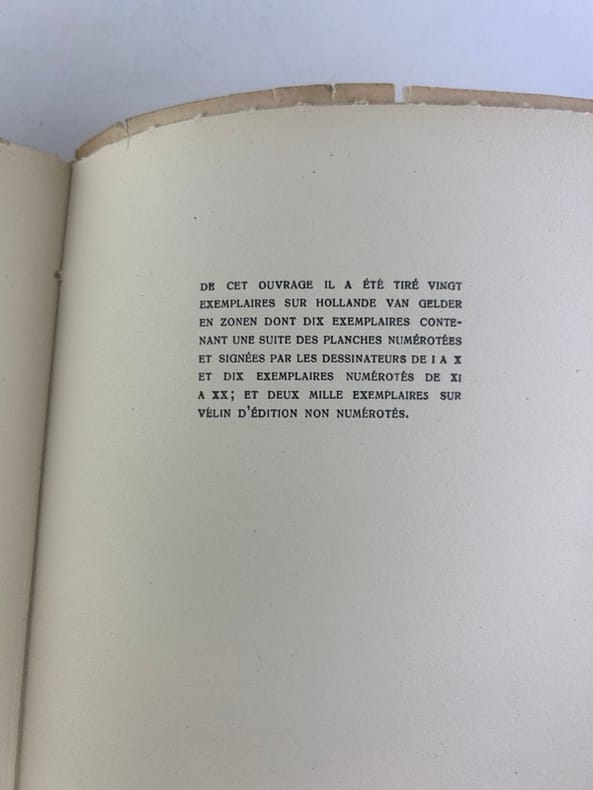 DE CET OUVRAGE IL A ÉTÉ TIRÉ VINGT
EXEMPLAIRES SUR HOLLANDE VAN GELDER
EN ZONEN DONT DIX EXEMPLAIRES CONTE-
NANT UNE SUITE DES PLANCHES NUMÉROTÉES
ET SIGNÉES PAR LES DESSINATEURS DE I A X
ET DIX EXEMPLAIRES NUMÉROTÉS DE XI
A XX; ET DEUX MILLE EXEMPLAIRES SUR
VÉLIN D'ÉDITION NON NUMÉROTÉS.